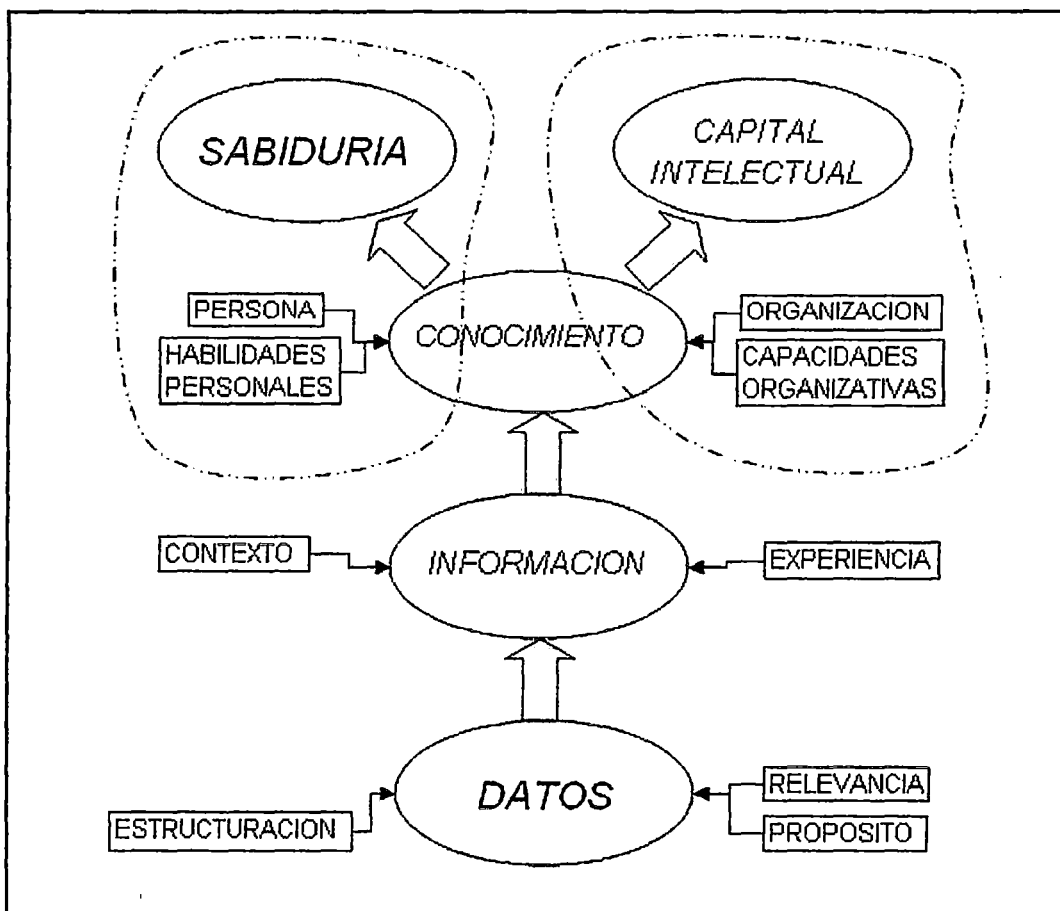 SABIDURIA
CAPITAL
INTELECTUAL
PERSONA
HABILIDADES
PERSONALES
CONOCIMIENTO
ORGANIZACION
CAPACIDADES
ORGANIZATIVAS
CONTEXTO
INFORMACION
EXPERIENCIA
DATOS
ESTRUCTURACION
RELEVANCIA
PROPOSITO